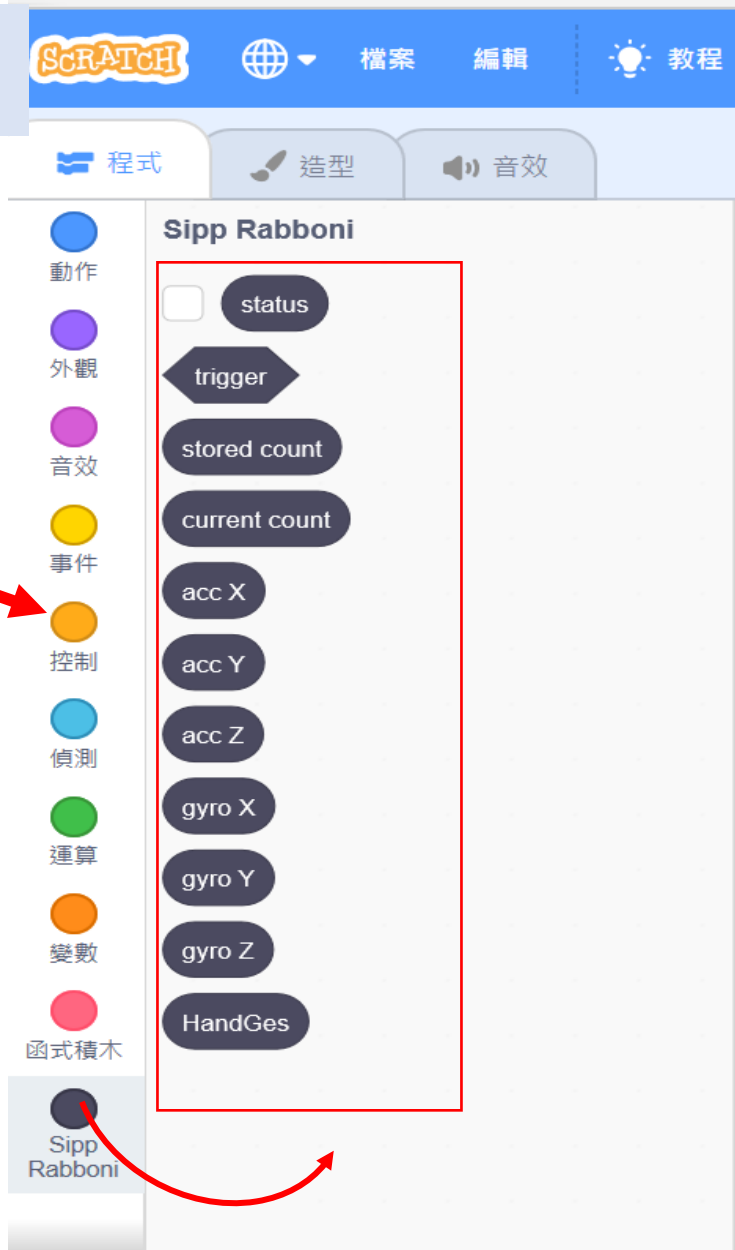 SCRATCH 檔案 編輯 教程
程式 造型 音效
動作
外觀
音效
事件
控制
偵測
運算
變數
函式積木
Sipp
Rabboni
Sipp Rabboni
status
trigger
stored count
current count
acc X
acc Y
acc Z
gyro X
gyro Y
gyro Z
HandGes